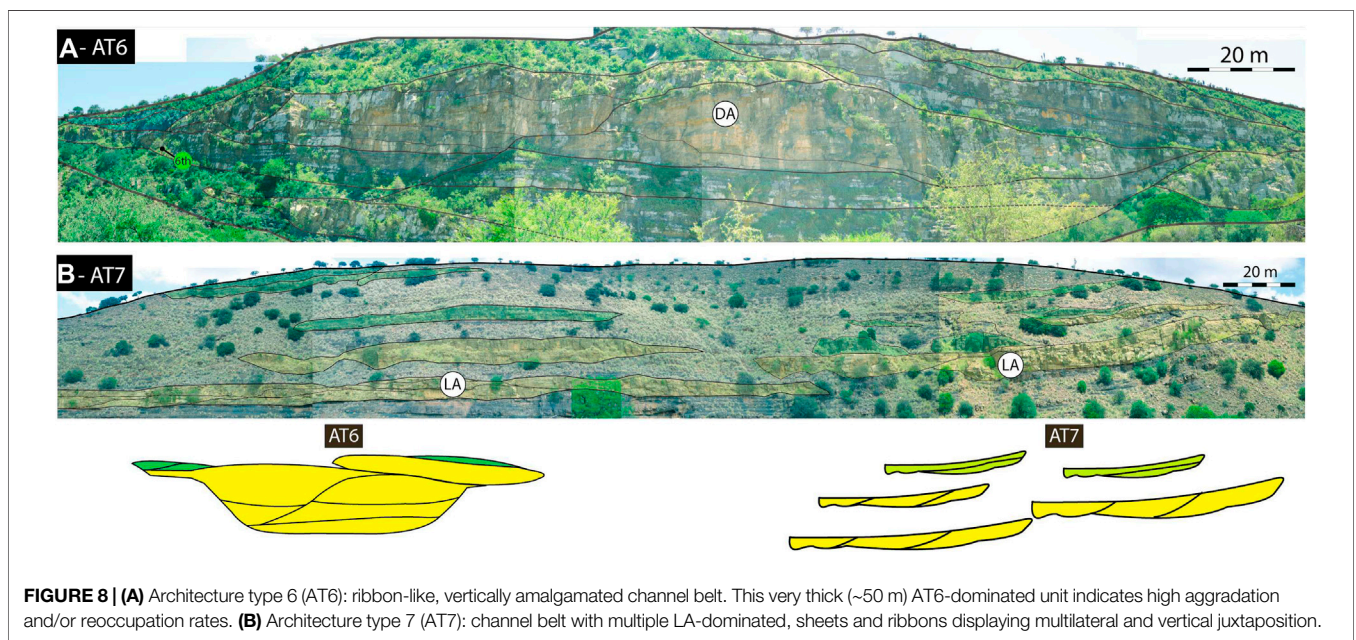 A - AT6
20 m
DA
6th
B - AT7
20 m
LA
LA
AT6
AT7
FIGURE 8 | (A) Architecture type 6 (AT6): ribbon-like, vertically amalgamated channel belt. This very thick (~50 m) AT6-dominated unit indicates high aggradation
and/or reoccupation rates. (B) Architecture type 7 (AT7): channel belt with multiple LA-dominated, sheets and ribbons displaying multilateral and vertical juxtaposition.